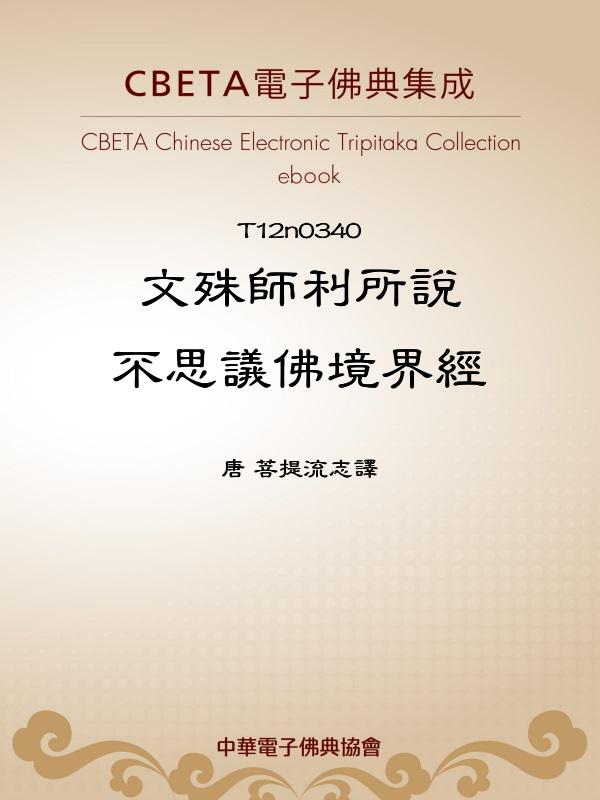 CBETA電子佛典集成
CBETA Chinese Electronic Tripitaka Collection
ebook
T12n0340
文殊師利所說
不思議佛境界經
唐 菩提流志譯
中華電子佛典協會